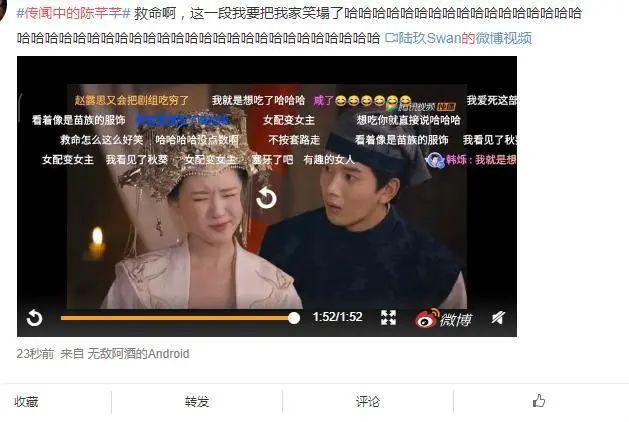 #传闻中的陈芊芊# 救命啊，这一段我要把我家笑塌了哈哈哈哈哈哈哈哈哈哈哈哈哈哈哈哈哈
哈哈哈哈哈哈哈哈哈哈哈哈哈哈哈哈哈哈哈哈哈哈哈哈哈哈 陆玖Swan的微博视频
赵露思又会把剧组吃穷了 我就是想吃了哈哈哈 咸了😂😂😂😂😂😂 腾讯视频 我爱死这部
看着像是苗族的服饰 女配变女主 想吃你就直接说哈哈哈
救命怎么这么好笑 哈哈哈哈没点数啊 不按套路走 看着像是苗族的服饰 我看见了秋
女配变女主 我看见了秋葵 女配变女主 塞牙了吧 有趣的女人 韩烁：我就是想
1:52/1:52 微博
23秒前 来自 无敌阿酒的Android
收藏 转发 评论